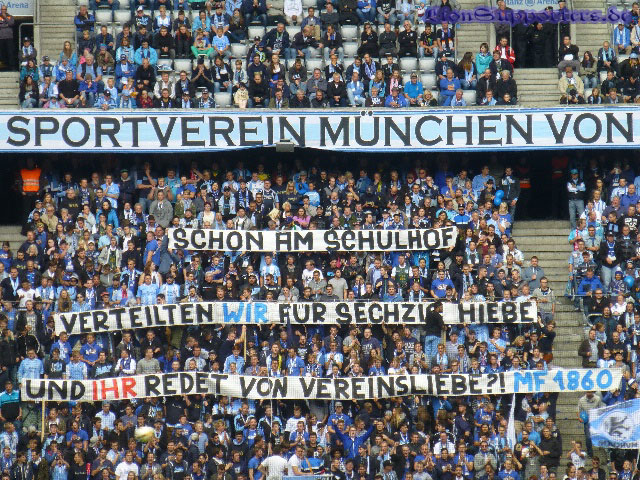 LionSupporters.de
Arena
SPORTVEREIN MÜNCHEN VON
SCHON AM SCHULHOF
VERTEILTEN WIR FÜR SECHZIG HIEBE
UND IHR REDET VON VEREINSLIEBE?! MF 1860